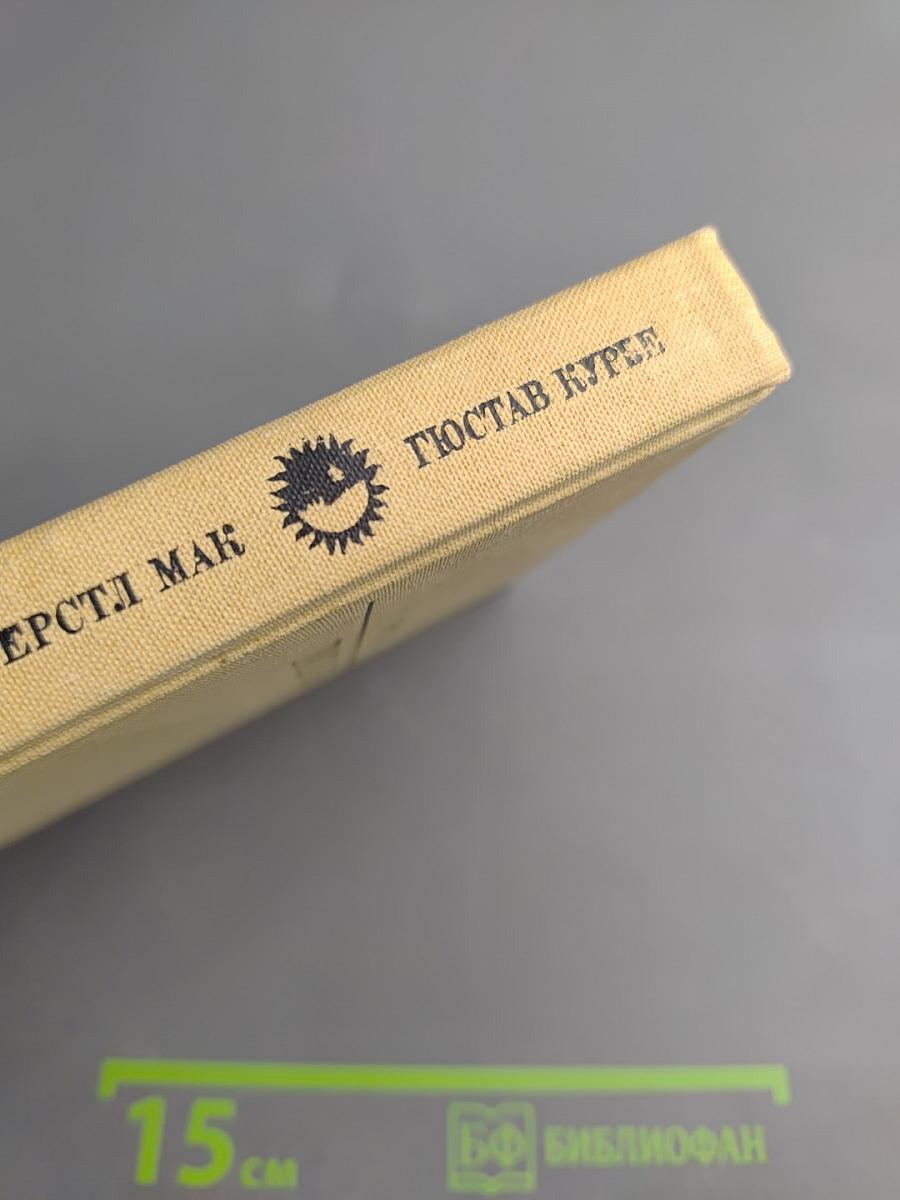 ЕРСТЛ МАК ГЮСТАВ КУРБЕ
15 см
БФ БИБЛИОФАН